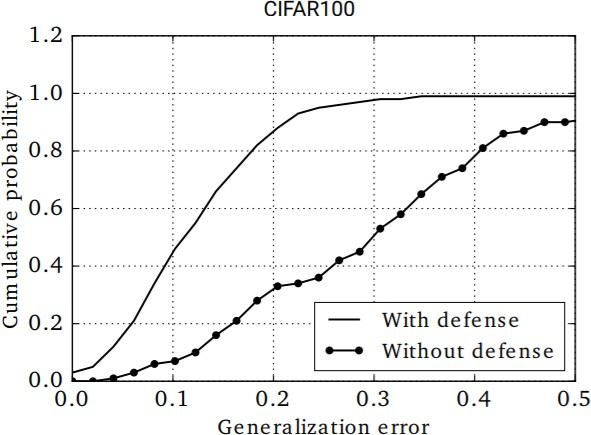 CIFAR100
1.2
1.0
0.8
0.6
0.4
0.2
0.0
Cumulative probability
With defense
Without defense
0.0 0.1 0.2 0.3 0.4 0.5
Generalization error